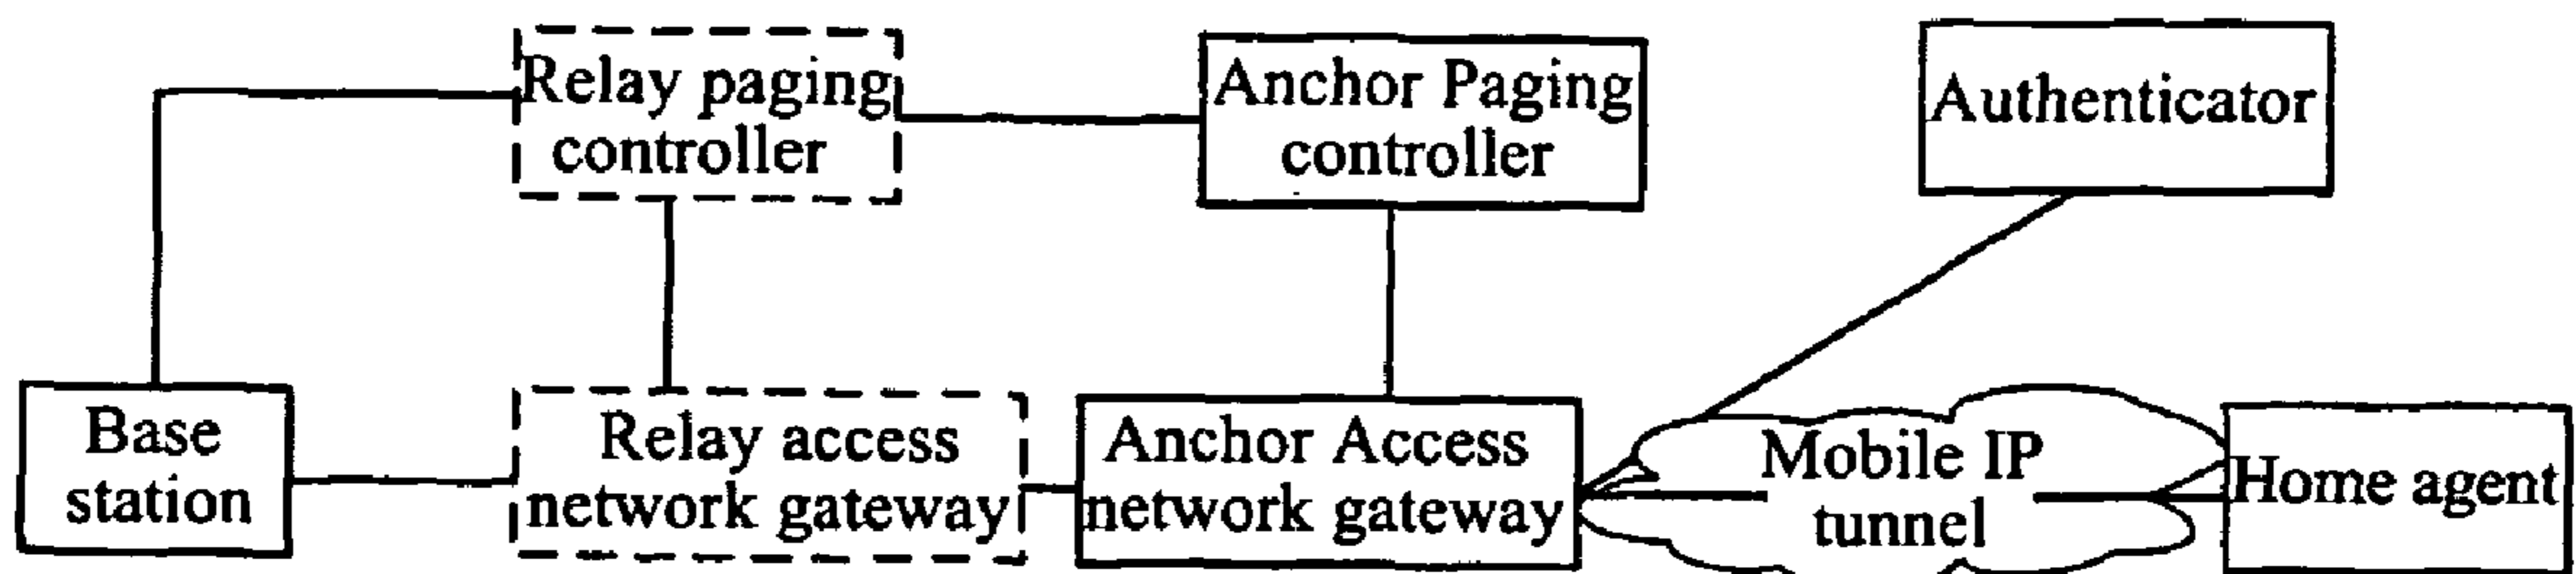 Relay paging
controller
Anchor Paging
controller
Authenticator
Base
station
Relay access
network gateway
Anchor Access
network gateway
Mobile IP
tunnel
Home agent